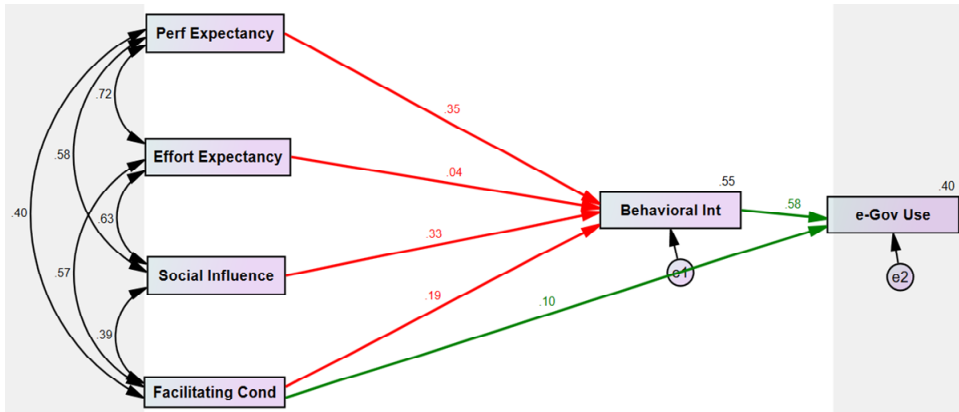 Perf Expectancy
.35
.72
Effort Expectancy
.04
.58
.55
.40
Behavioral Int
.58
e-Gov Use
.40
.63
.33
.57
Social Influence
e1
e2
.19
.10
.39
Facilitating Cond